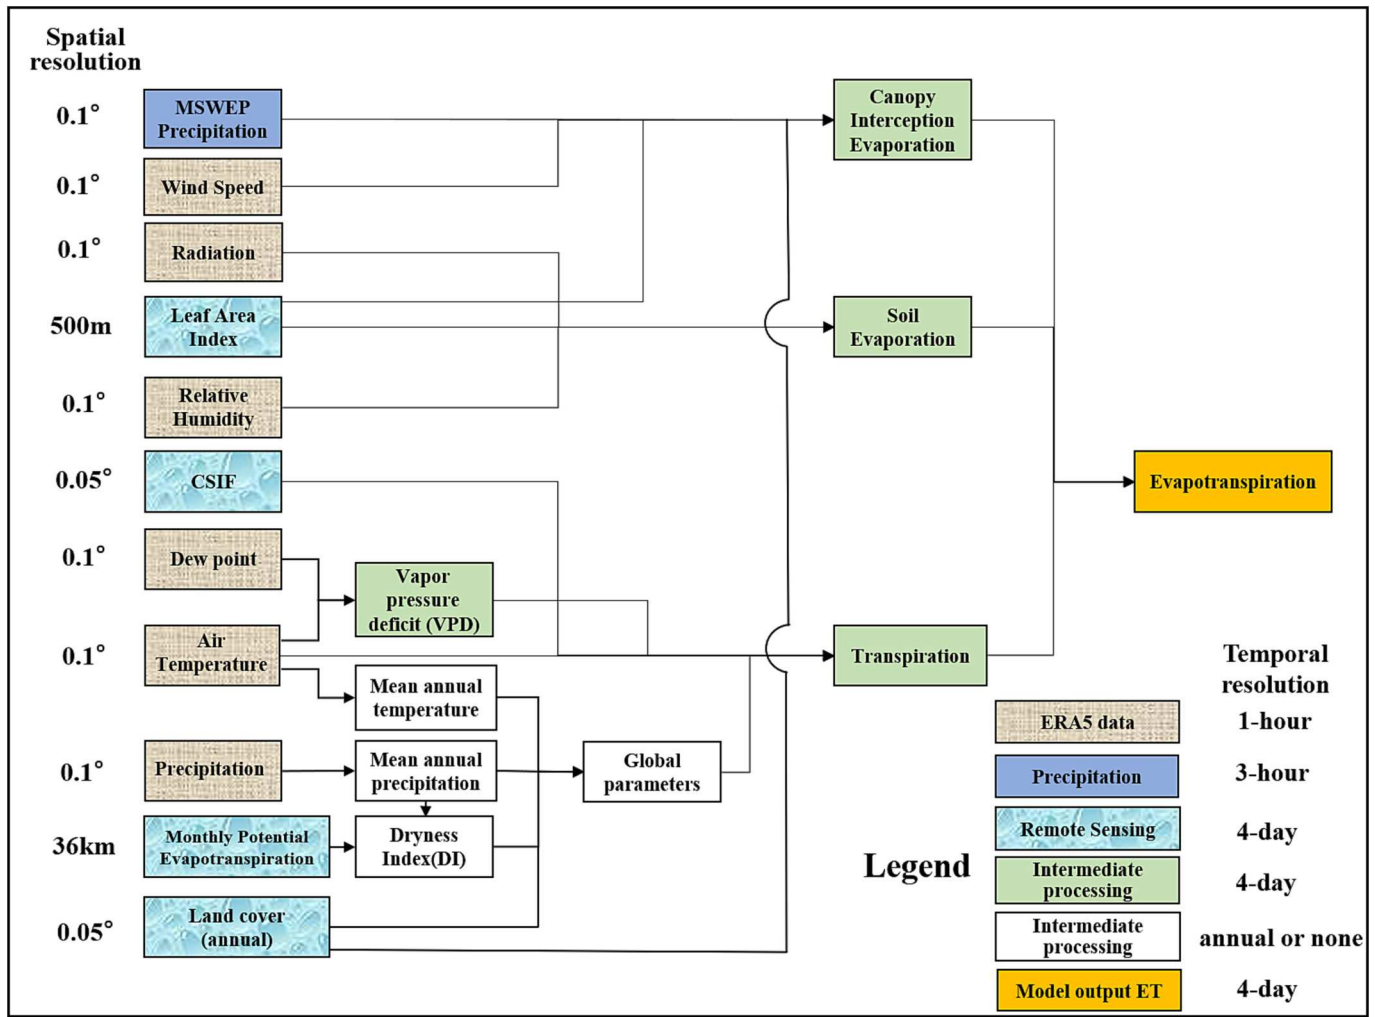 Spatial
resolution
0.1°
MSWEP
Precipitation
Canopy
Interception
Evaporation
0.1°
Wind Speed
0.1°
Radiation
500m
Leaf Area
Index
Soil
Evaporation
0.1°
Relative
Humidity
0.05°
CSIF
Evapotranspiration
0.1°
Dew point
Vapor
pressure
deficit (VPD)
0.1°
Air
Temperature
Transpiration
Mean annual
temperature
0.1°
Precipitation
Mean annual
precipitation
Global
parameters
36km
Monthly Potential
Evapotranspiration
Dryness
Index(DI)
0.05°
Land cover
(annual)
Legend
Temporal
resolution
ERA5 data
1-hour
Precipitation
3-hour
Remote Sensing
4-day
Intermediate
processing
4-day
Intermediate
processing
annual or none
Model output ET
4-day